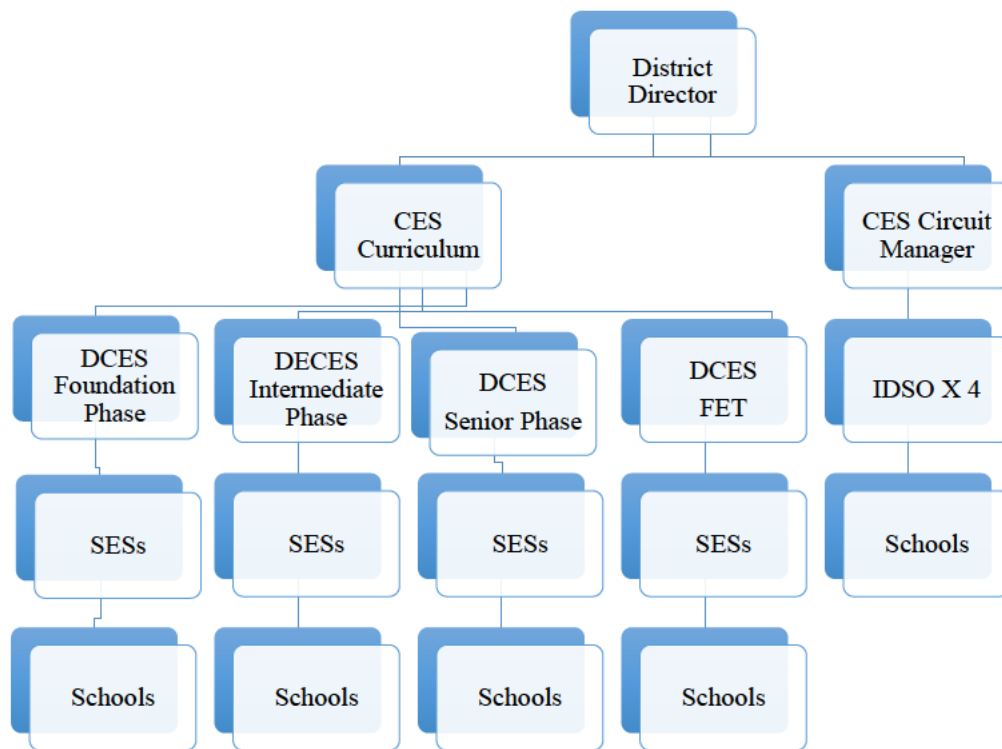 District
Director
CES
Curriculum
CES Circuit
Manager
DCES
Foundation
Phase
DECES
Intermediate
Phase
DCES
Senior Phase
DCES
FET
IDSO X 4
SESs
SESs
SESs
SESs
Schools
Schools
Schools
Schools
Schools